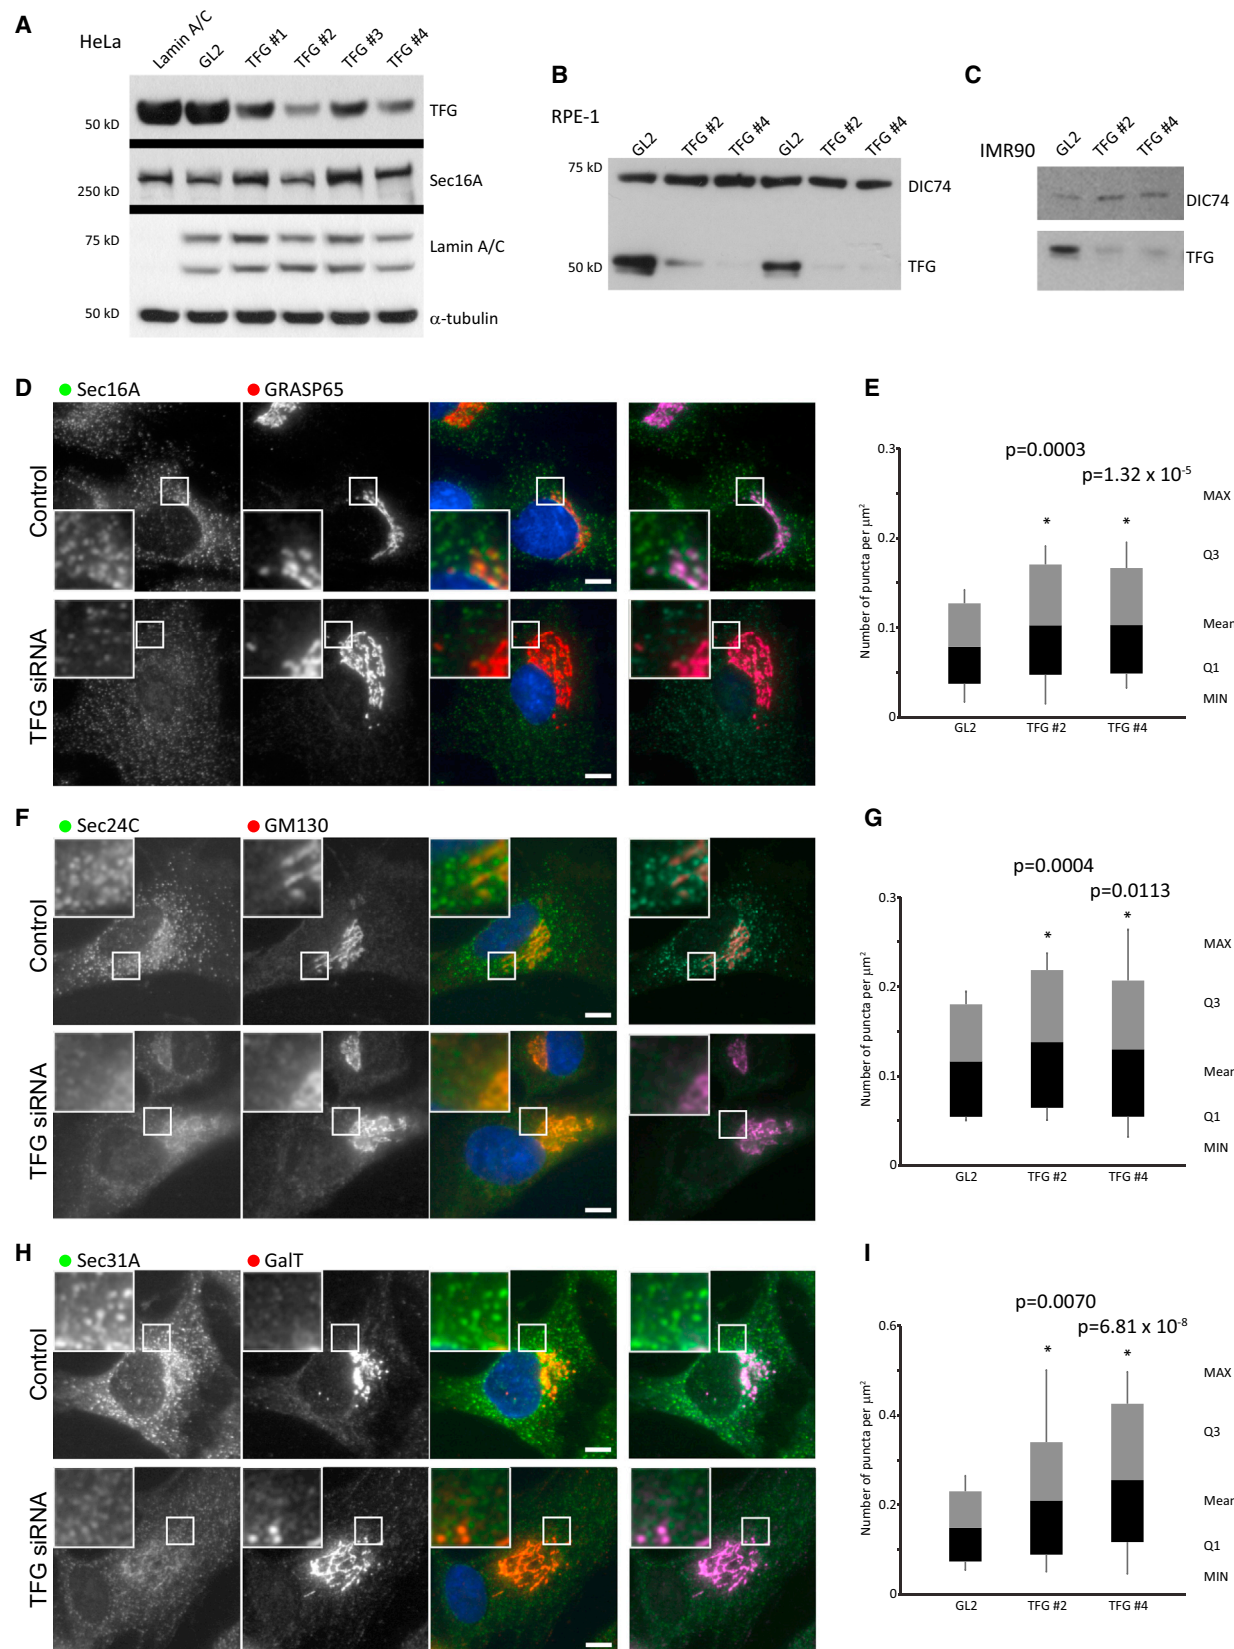 A
HeLa
Lamin A/C
GL2
TFG #1
TFG #2
TFG #3
TFG #4
50 kD
TFG
250 kD
Sec16A
75 kD
Lamin A/C
50 kD
α-tubulin
B
RPE-1
GL2
TFG #2
TFG #4
GL2
TFG #2
TFG #4
75 kD
DIC74
50 kD
TFG
C
IMR90
GL2
TFG #2
TFG #4
DIC74
TFG
D
Sec16A
GRASP65
Control
TFG siRNA
E
p=0.0003
p=1.32 x 10-5
Number of puncta per µm²
0.3
0.2
0.1
0
*
*
MAX
Q3
Mear
Q1
MIN
GL2
TFG #2
TFG #4
F
Sec24C
GM130
Control
TFG siRNA
G
p=0.0004
p=0.0113
Number of puncta per µm²
0.3
0.2
0.1
0
*
*
MAX
Q3
Mear
Q1
MIN
GL2
TFG #2
TFG #4
H
Sec31A
GalT
Control
TFG siRNA
I
p=0.0070
p=6.81 x 10-8
Number of puncta per µm²
0.6
0.4
0.2
0
*
*
MAX
Q3
Mear
Q1
MIN
GL2
TFG #2
TFG #4